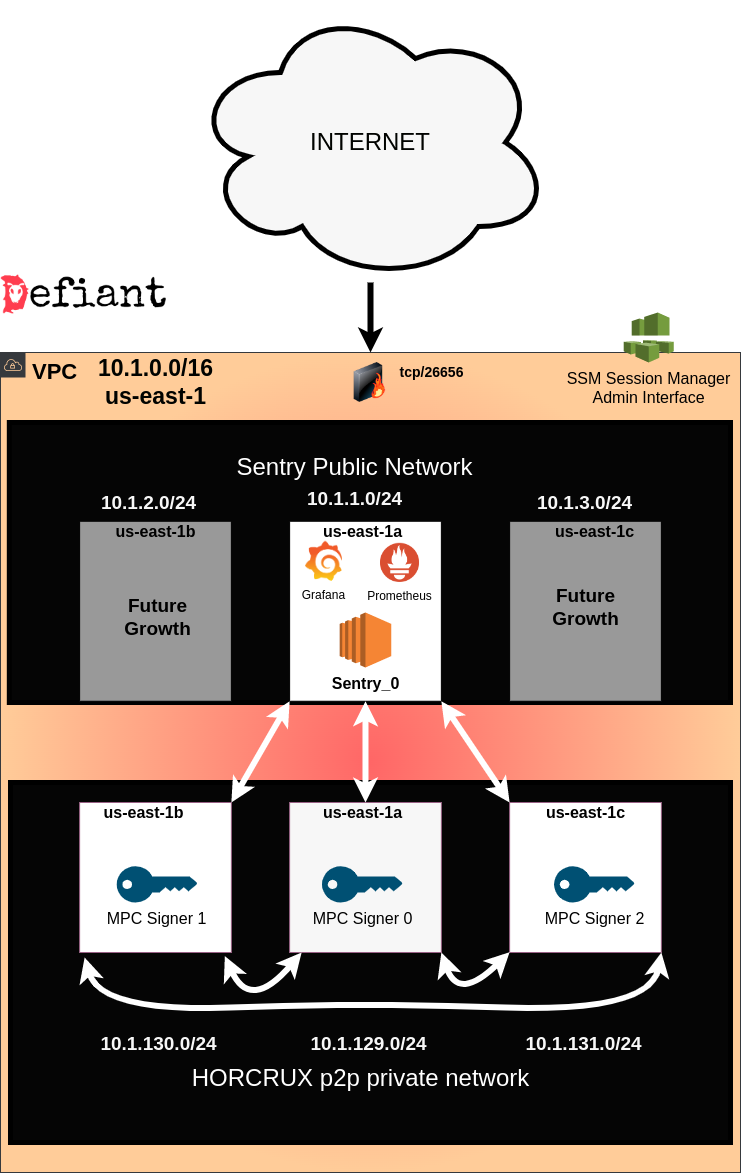 INTERNET
Defiant
VPC
10.1.0.0/16
us-east-1
tcp/26656
SSM Session Manager
Admin Interface
Sentry Public Network
10.1.2.0/24
10.1.1.0/24
10.1.3.0/24
us-east-1b
us-east-1a
us-east-1c
Grafana
Prometheus
Future
Growth
Future
Growth
Sentry_0
us-east-1b
us-east-1a
us-east-1c
MPC Signer 1
MPC Signer 0
MPC Signer 2
10.1.130.0/24
10.1.129.0/24
10.1.131.0/24
HORCRUX p2p private network